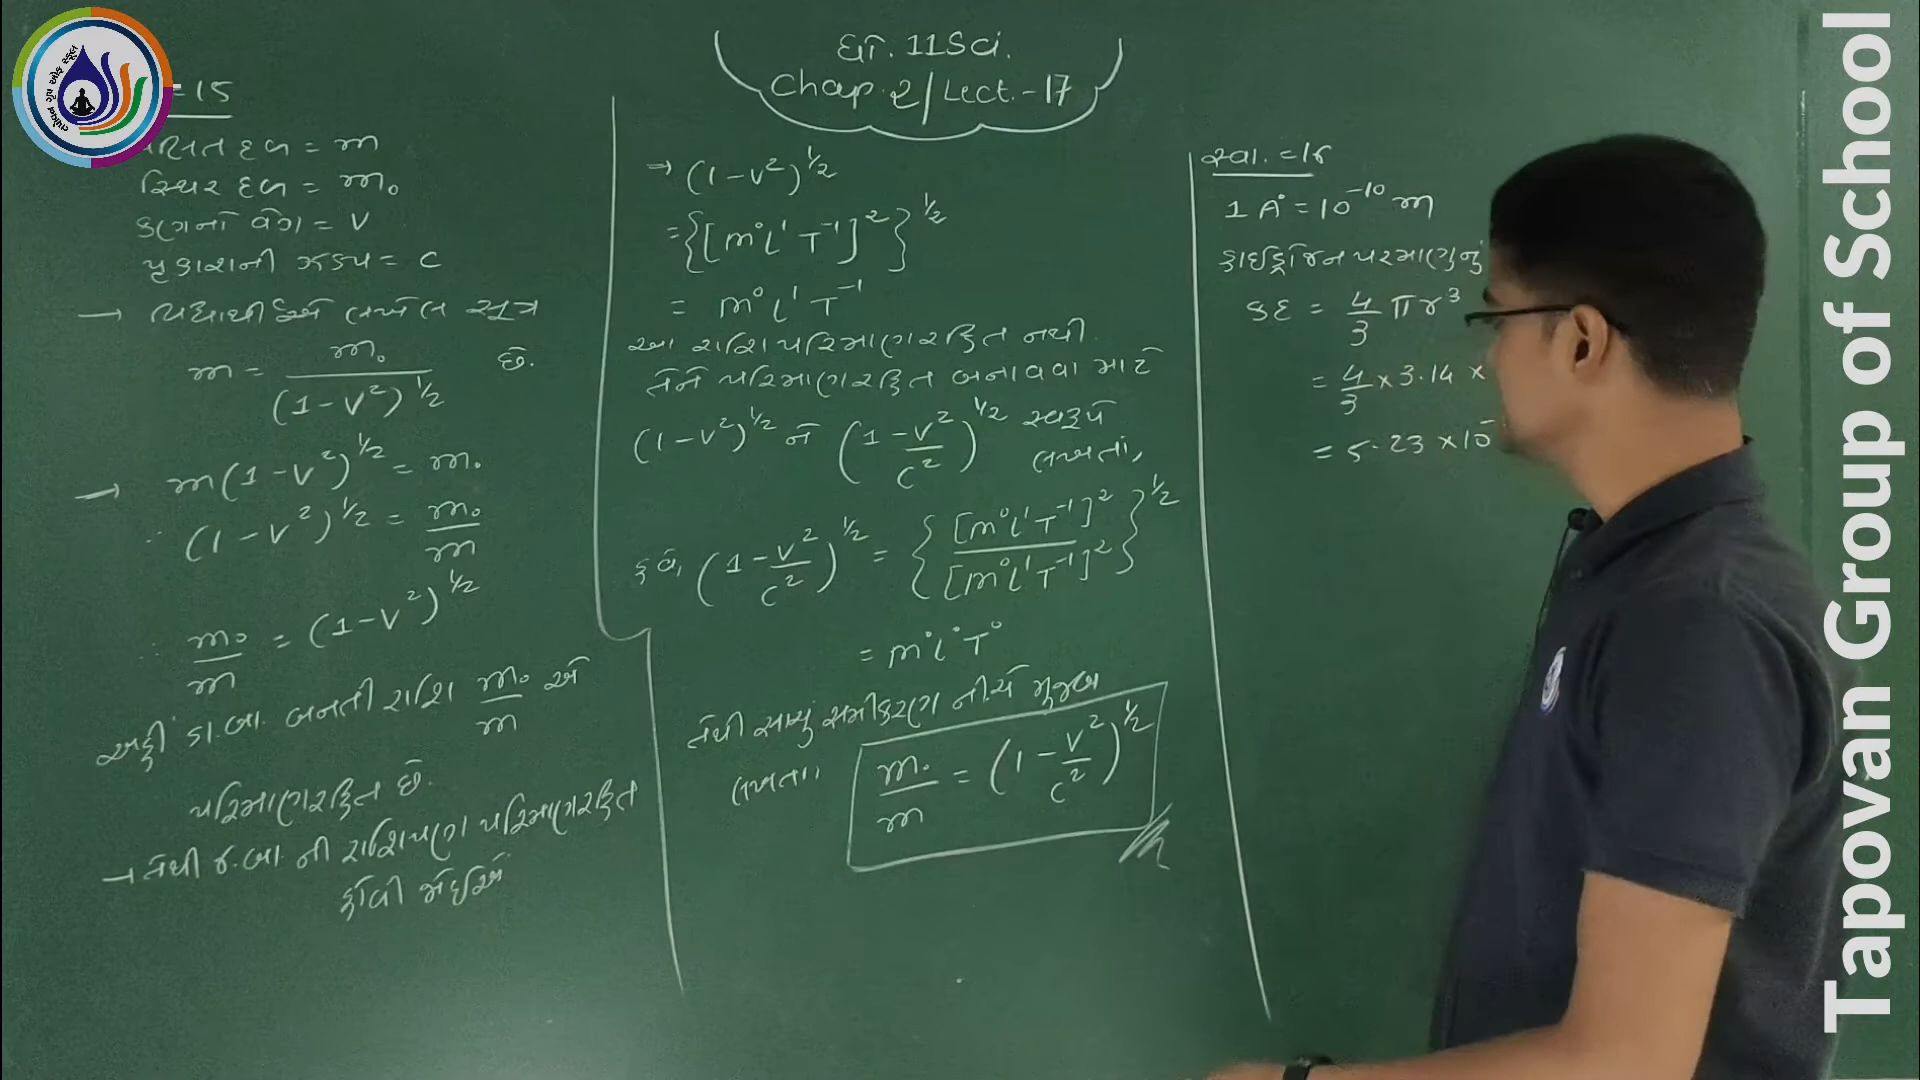 ધો. 11 Sci.
Chap. 2 / Lect. - 17
= 15
દળ = m
સ્થિર દળ = m₀
કણનો વેગ = v
પ્રકાશની ઝડપ = c
→ વિદ્યાર્થીએ લખેલ સૂત્ર
m = m₀ / (1 - v²)^1/2 છે.
→ m(1 - v²)^1/2 = m₀
∴ (1 - v²)^1/2 = m₀/m
∴ m₀/m = (1 - v²)^1/2
અહીં ડા.બા. બનતી રાશિ m₀/m એ
પરિમાણરહિત છે.
→ તેથી જ.બા. ની રાશિ પણ પરિમાણરહિત
હોવી જોઈએ
→ (1 - v²)^1/2
= {[M⁰L¹T⁻¹]²}^1/2
= M⁰L¹T⁻¹
આ રાશિ પરિમાણરહિત નથી.
તેને પરિમાણરહિત બનાવવા માટે
(1 - v²)^1/2 ને (1 - v²/c²)^1/2 સ્વરૂપે
લખતાં,
હવે, (1 - v²/c²)^1/2 = {[M⁰L¹T⁻¹]² / [M⁰L¹T⁻¹]²}^1/2
= M⁰L⁰T⁰
તેથી સાચું સમીકરણ નીચે મુજબ
લખતા,
m₀/m = (1 - v²/c²)^1/2
સ્વા. = 16
1 A° = 10⁻¹⁰ m
હાઈડ્રોજન પરમાણુનું
કદ = 4/3 πr³
= 4/3 × 3.14 ×
= 5.23 × 10⁻
Tapovan Group of School